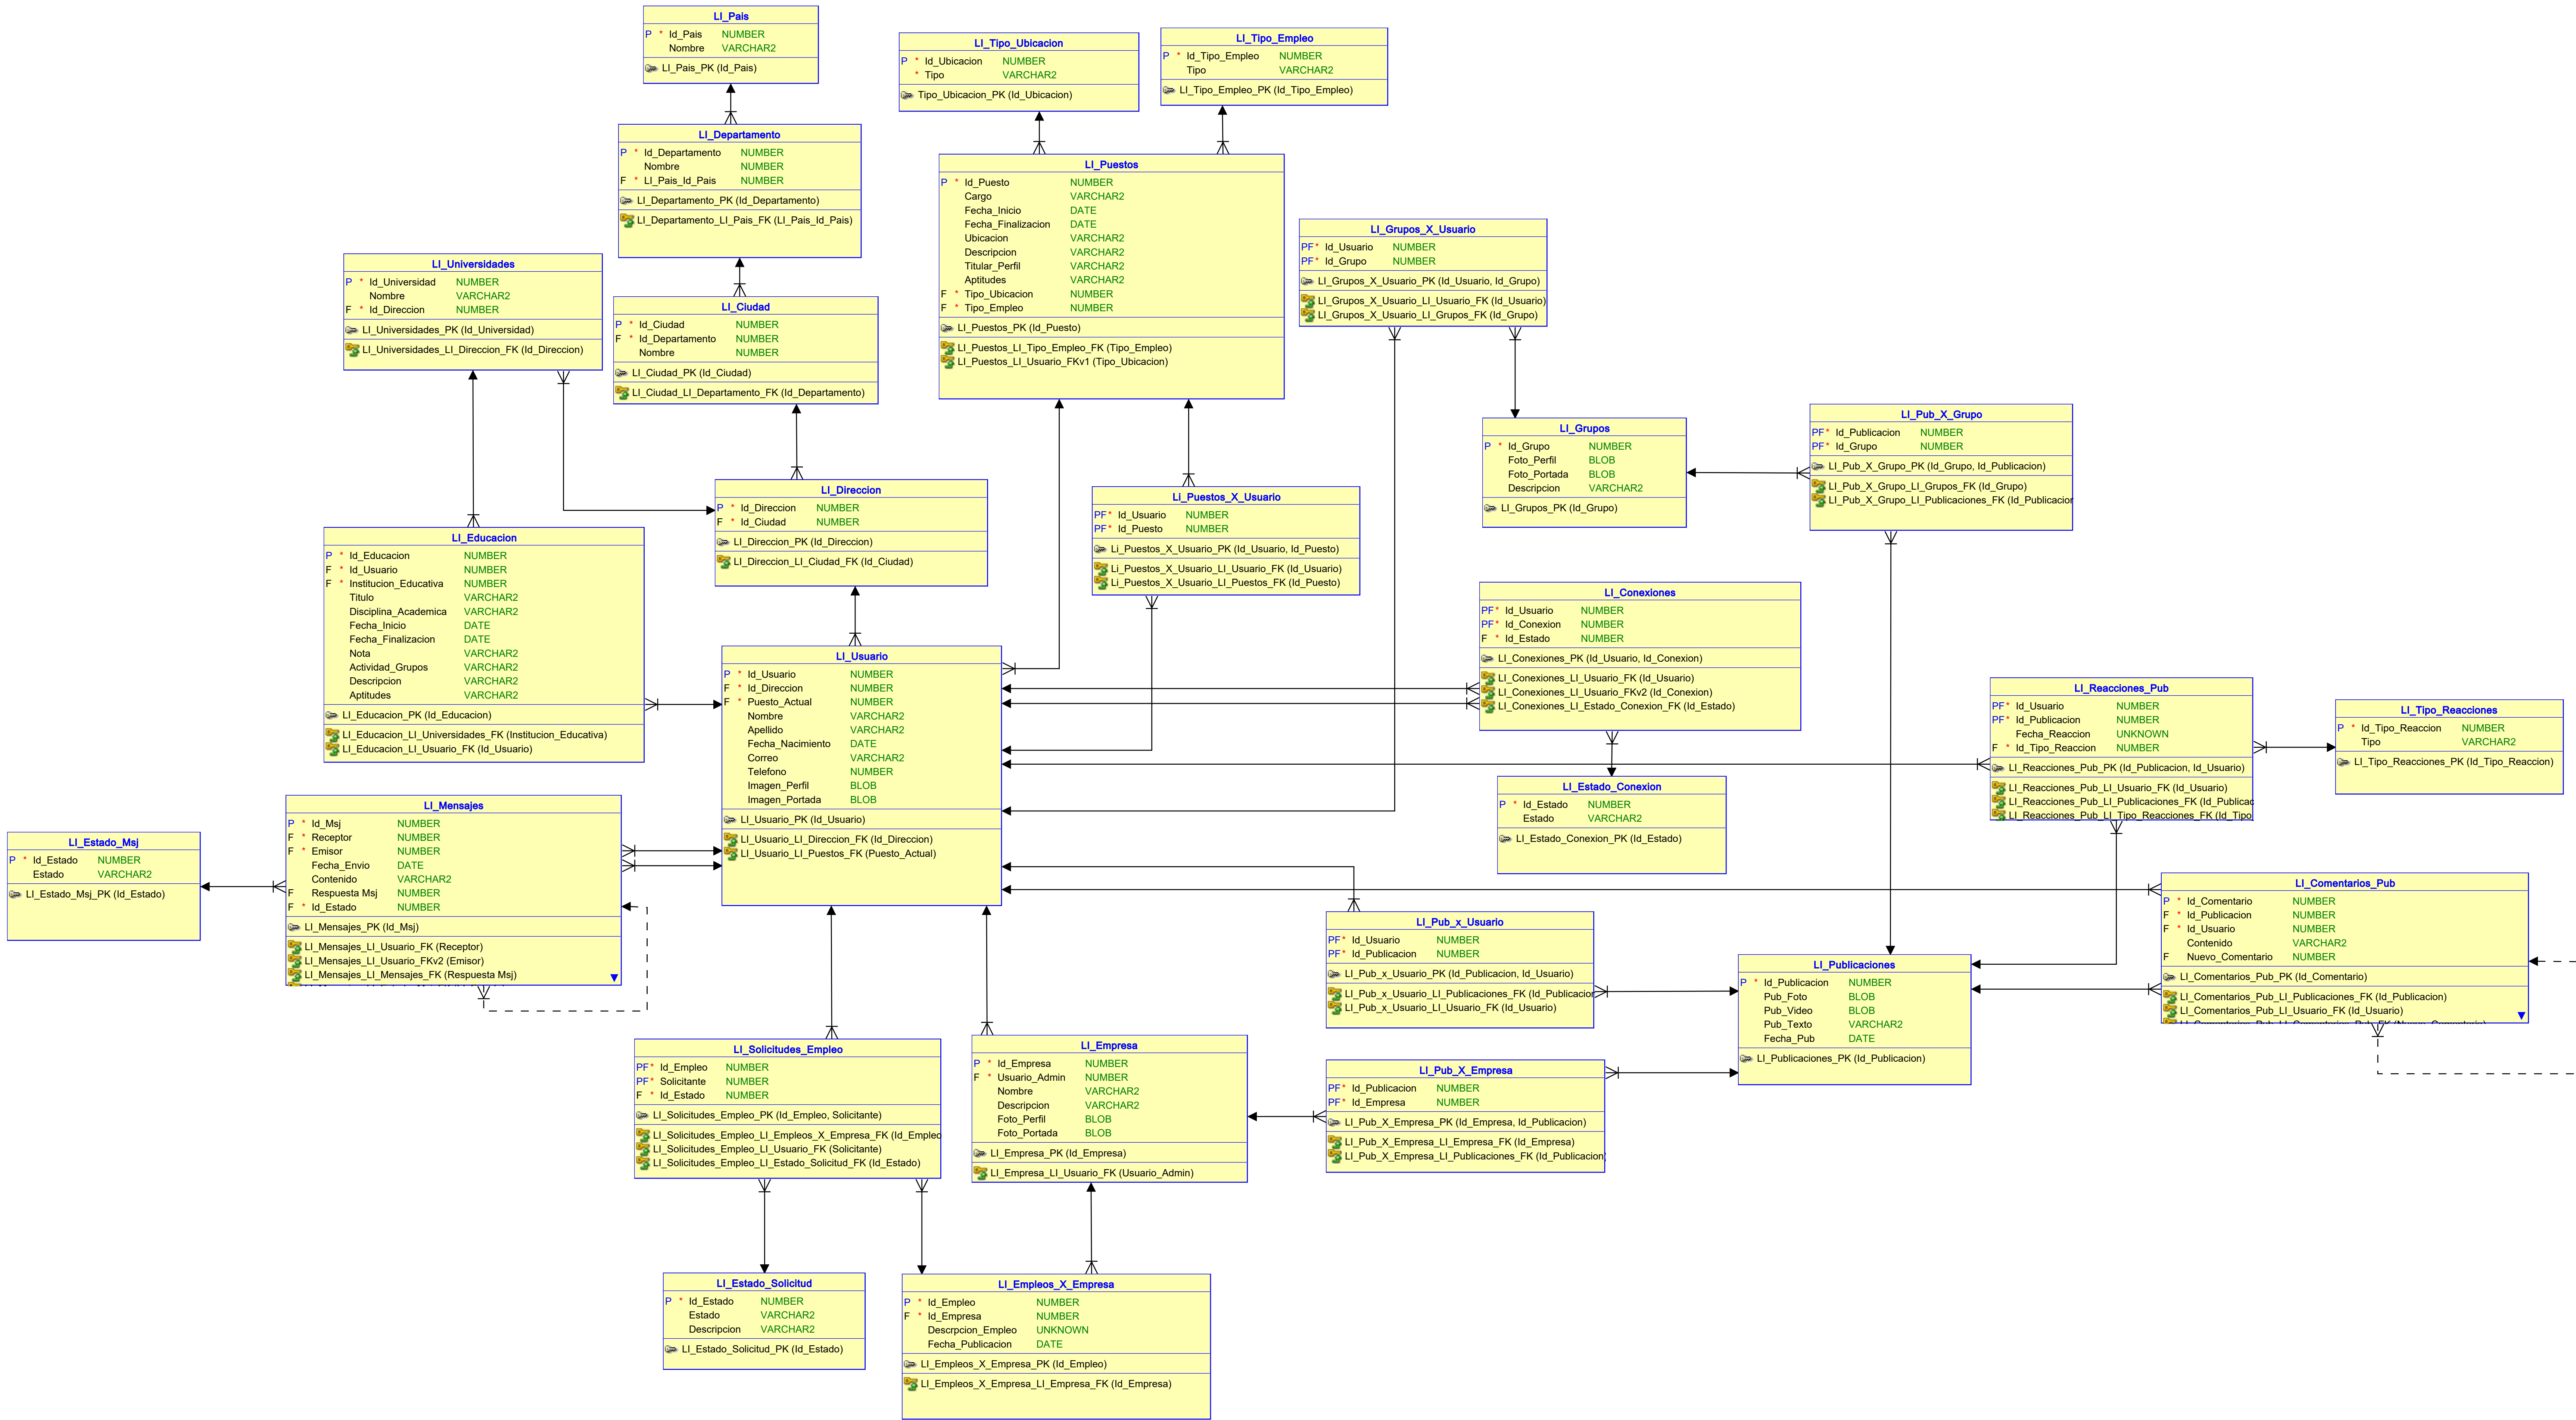 LI_Pais
P * Id_Pais NUMBER
Nombre VARCHAR2
LI_Pais_PK (Id_Pais)
LI_Tipo_Ubicacion
P * Id_Ubicacion NUMBER
* Tipo VARCHAR2
Tipo_Ubicacion_PK (Id_Ubicacion)
LI_Tipo_Empleo
P * Id_Tipo_Empleo NUMBER
Tipo VARCHAR2
LI_Tipo_Empleo_PK (Id_Tipo_Empleo)
LI_Departamento
P * Id_Departamento NUMBER
Nombre NUMBER
F * LI_Pais_Id_Pais NUMBER
LI_Departamento_PK (Id_Departamento)
LI_Departamento_LI_Pais_FK (LI_Pais_Id_Pais)
LI_Puestos
P * Id_Puesto NUMBER
Cargo VARCHAR2
Fecha_Inicio DATE
Fecha_Finalizacion DATE
Ubicacion VARCHAR2
Descripcion VARCHAR2
Titular_Perfil VARCHAR2
Aptitudes VARCHAR2
F * Tipo_Ubicacion NUMBER
F * Tipo_Empleo NUMBER
LI_Puestos_PK (Id_Puesto)
LI_Puestos_LI_Tipo_Empleo_FK (Tipo_Empleo)
LI_Puestos_LI_Usuario_FKv1 (Tipo_Ubicacion)
LI_Grupos_X_Usuario
PF* Id_Usuario NUMBER
PF* Id_Grupo NUMBER
LI_Grupos_X_Usuario_PK (Id_Usuario, Id_Grupo)
LI_Grupos_X_Usuario_LI_Usuario_FK (Id_Usuario)
LI_Grupos_X_Usuario_LI_Grupos_FK (Id_Grupo)
LI_Universidades
P * Id_Universidad NUMBER
Nombre VARCHAR2
F * Id_Direccion NUMBER
LI_Universidades_PK (Id_Universidad)
LI_Universidades_LI_Direccion_FK (Id_Direccion)
LI_Ciudad
P * Id_Ciudad NUMBER
F * Id_Departamento NUMBER
Nombre NUMBER
LI_Ciudad_PK (Id_Ciudad)
LI_Ciudad_LI_Departamento_FK (Id_Departamento)
LI_Grupos
P * Id_Grupo NUMBER
Foto_Perfil BLOB
Foto_Portada BLOB
Descripcion VARCHAR2
LI_Grupos_PK (Id_Grupo)
LI_Pub_X_Grupo
PF* Id_Publicacion NUMBER
PF* Id_Grupo NUMBER
LI_Pub_X_Grupo_PK (Id_Grupo, Id_Publicacion)
LI_Pub_X_Grupo_LI_Grupos_FK (Id_Grupo)
LI_Pub_X_Grupo_LI_Publicaciones_FK (Id_Publicacion
LI_Direccion
P * Id_Direccion NUMBER
F * Id_Ciudad NUMBER
LI_Direccion_PK (Id_Direccion)
LI_Direccion_LI_Ciudad_FK (Id_Ciudad)
Li_Puestos_X_Usuario
PF* Id_Usuario NUMBER
PF* Id_Puesto NUMBER
Li_Puestos_X_Usuario_PK (Id_Usuario, Id_Puesto)
Li_Puestos_X_Usuario_LI_Usuario_FK (Id_Usuario)
Li_Puestos_X_Usuario_LI_Puestos_FK (Id_Puesto)
LI_Educacion
P * Id_Educacion NUMBER
F * Id_Usuario NUMBER
F * Institucion_Educativa NUMBER
Titulo VARCHAR2
Disciplina_Academica VARCHAR2
Fecha_Inicio DATE
Fecha_Finalizacion DATE
Nota VARCHAR2
Actividad_Grupos VARCHAR2
Descripcion VARCHAR2
Aptitudes VARCHAR2
LI_Educacion_PK (Id_Educacion)
LI_Educacion_LI_Universidades_FK (Institucion_Educativa)
LI_Educacion_LI_Usuario_FK (Id_Usuario)
LI_Conexiones
PF* Id_Usuario NUMBER
PF* Id_Conexion NUMBER
F * Id_Estado NUMBER
LI_Conexiones_PK (Id_Usuario, Id_Conexion)
LI_Conexiones_LI_Usuario_FK (Id_Usuario)
LI_Conexiones_LI_Usuario_FKv2 (Id_Conexion)
LI_Conexiones_LI_Estado_Conexion_FK (Id_Estado)
LI_Usuario
P * Id_Usuario NUMBER
F * Id_Direccion NUMBER
F * Puesto_Actual NUMBER
Nombre VARCHAR2
Apellido VARCHAR2
Fecha_Nacimiento DATE
Correo VARCHAR2
Telefono NUMBER
Imagen_Perfil BLOB
Imagen_Portada BLOB
LI_Usuario_PK (Id_Usuario)
LI_Usuario_LI_Direccion_FK (Id_Direccion)
LI_Usuario_LI_Puestos_FK (Puesto_Actual)
LI_Reacciones_Pub
PF* Id_Usuario NUMBER
PF* Id_Publicacion NUMBER
Fecha_Reaccion UNKNOWN
F * Id_Tipo_Reaccion NUMBER
LI_Reacciones_Pub_PK (Id_Publicacion, Id_Usuario)
LI_Reacciones_Pub_LI_Usuario_FK (Id_Usuario)
LI_Reacciones_Pub_LI_Publicaciones_FK (Id_Publicac
LI_Reacciones_Pub_LI_Tipo_Reacciones_FK (Id_Tipo
LI_Tipo_Reacciones
P * Id_Tipo_Reaccion NUMBER
Tipo VARCHAR2
LI_Tipo_Reacciones_PK (Id_Tipo_Reaccion)
LI_Estado_Conexion
P * Id_Estado NUMBER
Estado VARCHAR2
LI_Estado_Conexion_PK (Id_Estado)
LI_Estado_Msj
P * Id_Estado NUMBER
Estado VARCHAR2
LI_Estado_Msj_PK (Id_Estado)
LI_Mensajes
P * Id_Msj NUMBER
F * Receptor NUMBER
F * Emisor NUMBER
Fecha_Envio DATE
Contenido VARCHAR2
F Respuesta Msj NUMBER
F * Id_Estado NUMBER
LI_Mensajes_PK (Id_Msj)
LI_Mensajes_LI_Usuario_FK (Receptor)
LI_Mensajes_LI_Usuario_FKv2 (Emisor)
LI_Mensajes_LI_Mensajes_FK (Respuesta Msj)
LI_Comentarios_Pub
P * Id_Comentario NUMBER
F * Id_Publicacion NUMBER
F * Id_Usuario NUMBER
Contenido VARCHAR2
F Nuevo_Comentario NUMBER
LI_Comentarios_Pub_PK (Id_Comentario)
LI_Comentarios_Pub_LI_Publicaciones_FK (Id_Publicacion)
LI_Comentarios_Pub_LI_Usuario_FK (Id_Usuario)
LI_Pub_x_Usuario
PF* Id_Usuario NUMBER
PF* Id_Publicacion NUMBER
LI_Pub_x_Usuario_PK (Id_Publicacion, Id_Usuario)
LI_Pub_x_Usuario_LI_Publicaciones_FK (Id_Publicacion
LI_Pub_x_Usuario_LI_Usuario_FK (Id_Usuario)
LI_Publicaciones
P * Id_Publicacion NUMBER
Pub_Foto BLOB
Pub_Video BLOB
Pub_Texto VARCHAR2
Fecha_Pub DATE
LI_Publicaciones_PK (Id_Publicacion)
LI_Solicitudes_Empleo
PF* Id_Empleo NUMBER
PF* Solicitante NUMBER
F * Id_Estado NUMBER
LI_Solicitudes_Empleo_PK (Id_Empleo, Solicitante)
LI_Solicitudes_Empleo_LI_Empleos_X_Empresa_FK (Id_Empleo
LI_Solicitudes_Empleo_LI_Usuario_FK (Solicitante)
LI_Solicitudes_Empleo_LI_Estado_Solicitud_FK (Id_Estado)
LI_Empresa
P * Id_Empresa NUMBER
F * Usuario_Admin NUMBER
Nombre VARCHAR2
Descripcion VARCHAR2
Foto_Perfil BLOB
Foto_Portada BLOB
LI_Empresa_PK (Id_Empresa)
LI_Empresa_LI_Usuario_FK (Usuario_Admin)
LI_Pub_X_Empresa
PF* Id_Publicacion NUMBER
PF* Id_Empresa NUMBER
LI_Pub_X_Empresa_PK (Id_Empresa, Id_Publicacion)
LI_Pub_X_Empresa_LI_Empresa_FK (Id_Empresa)
LI_Pub_X_Empresa_LI_Publicaciones_FK (Id_Publicacion
LI_Estado_Solicitud
P * Id_Estado NUMBER
Estado VARCHAR2
Descripcion VARCHAR2
LI_Estado_Solicitud_PK (Id_Estado)
LI_Empleos_X_Empresa
P * Id_Empleo NUMBER
F * Id_Empresa NUMBER
Descrpcion_Empleo UNKNOWN
Fecha_Publicacion DATE
LI_Empleos_X_Empresa_PK (Id_Empleo)
LI_Empleos_X_Empresa_LI_Empresa_FK (Id_Empresa)